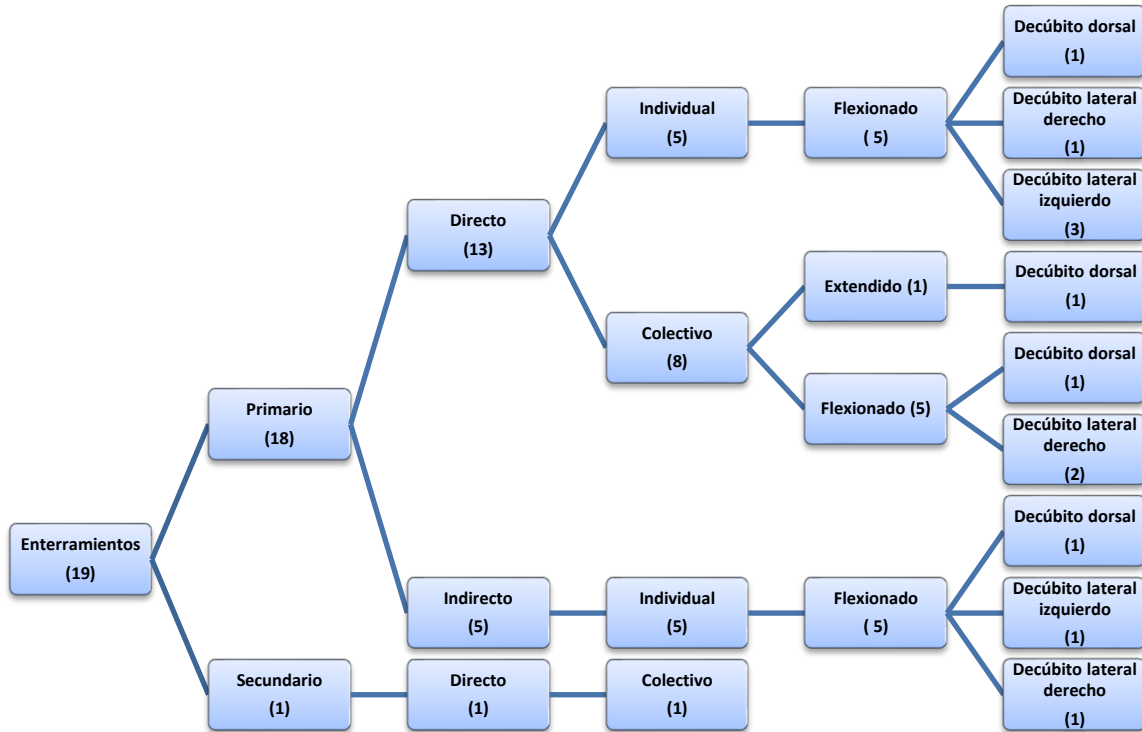 Enterramientos
(19)
Primario
(18)
Directo
(13)
Individual
(5)
Flexionado
( 5)
Decúbito dorsal
(1)
Decúbito lateral
derecho
(1)
Decúbito lateral
izquierdo
(3)
Colectivo
(8)
Extendido (1)
Decúbito dorsal
(1)
Flexionado (5)
Decúbito dorsal
(1)
Decúbito lateral
derecho
(2)
Indirecto
(5)
Individual
(5)
Flexionado
( 5)
Decúbito dorsal
(1)
Decúbito lateral
izquierdo
(1)
Decúbito lateral
derecho
(1)
Secundario
(1)
Directo
(1)
Colectivo
(1)